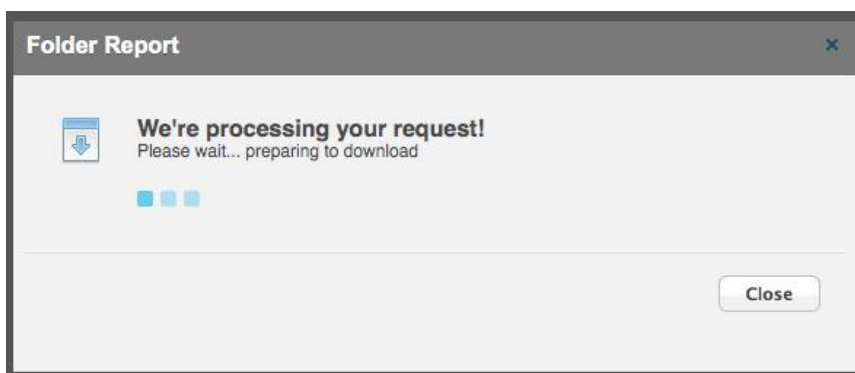 Folder Report
We're processing your request!
Please wait... preparing to download
Close